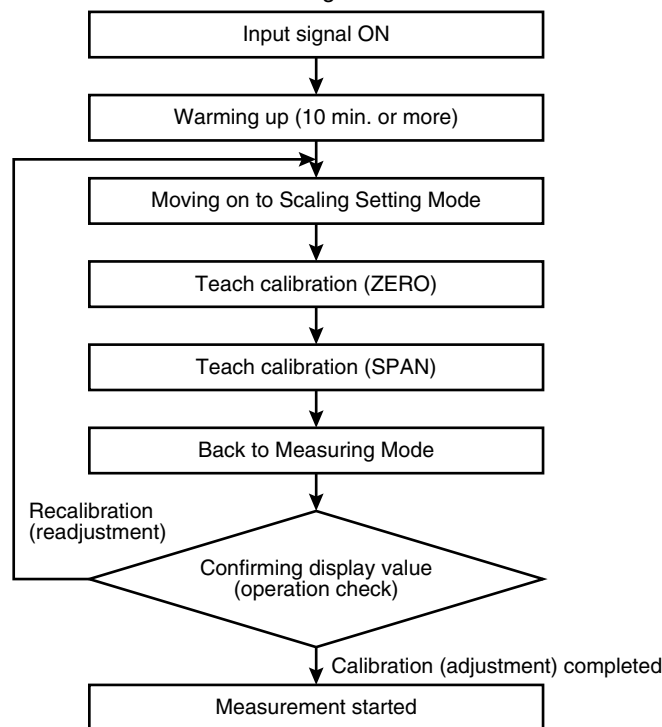 Input signal ON
Warming up (10 min. or more)
Moving on to Scaling Setting Mode
Teach calibration (ZERO)
Teach calibration (SPAN)
Back to Measuring Mode
Recalibration
(readjustment)
Confirming display value
(operation check)
Calibration (adjustment) completed
Measurement started